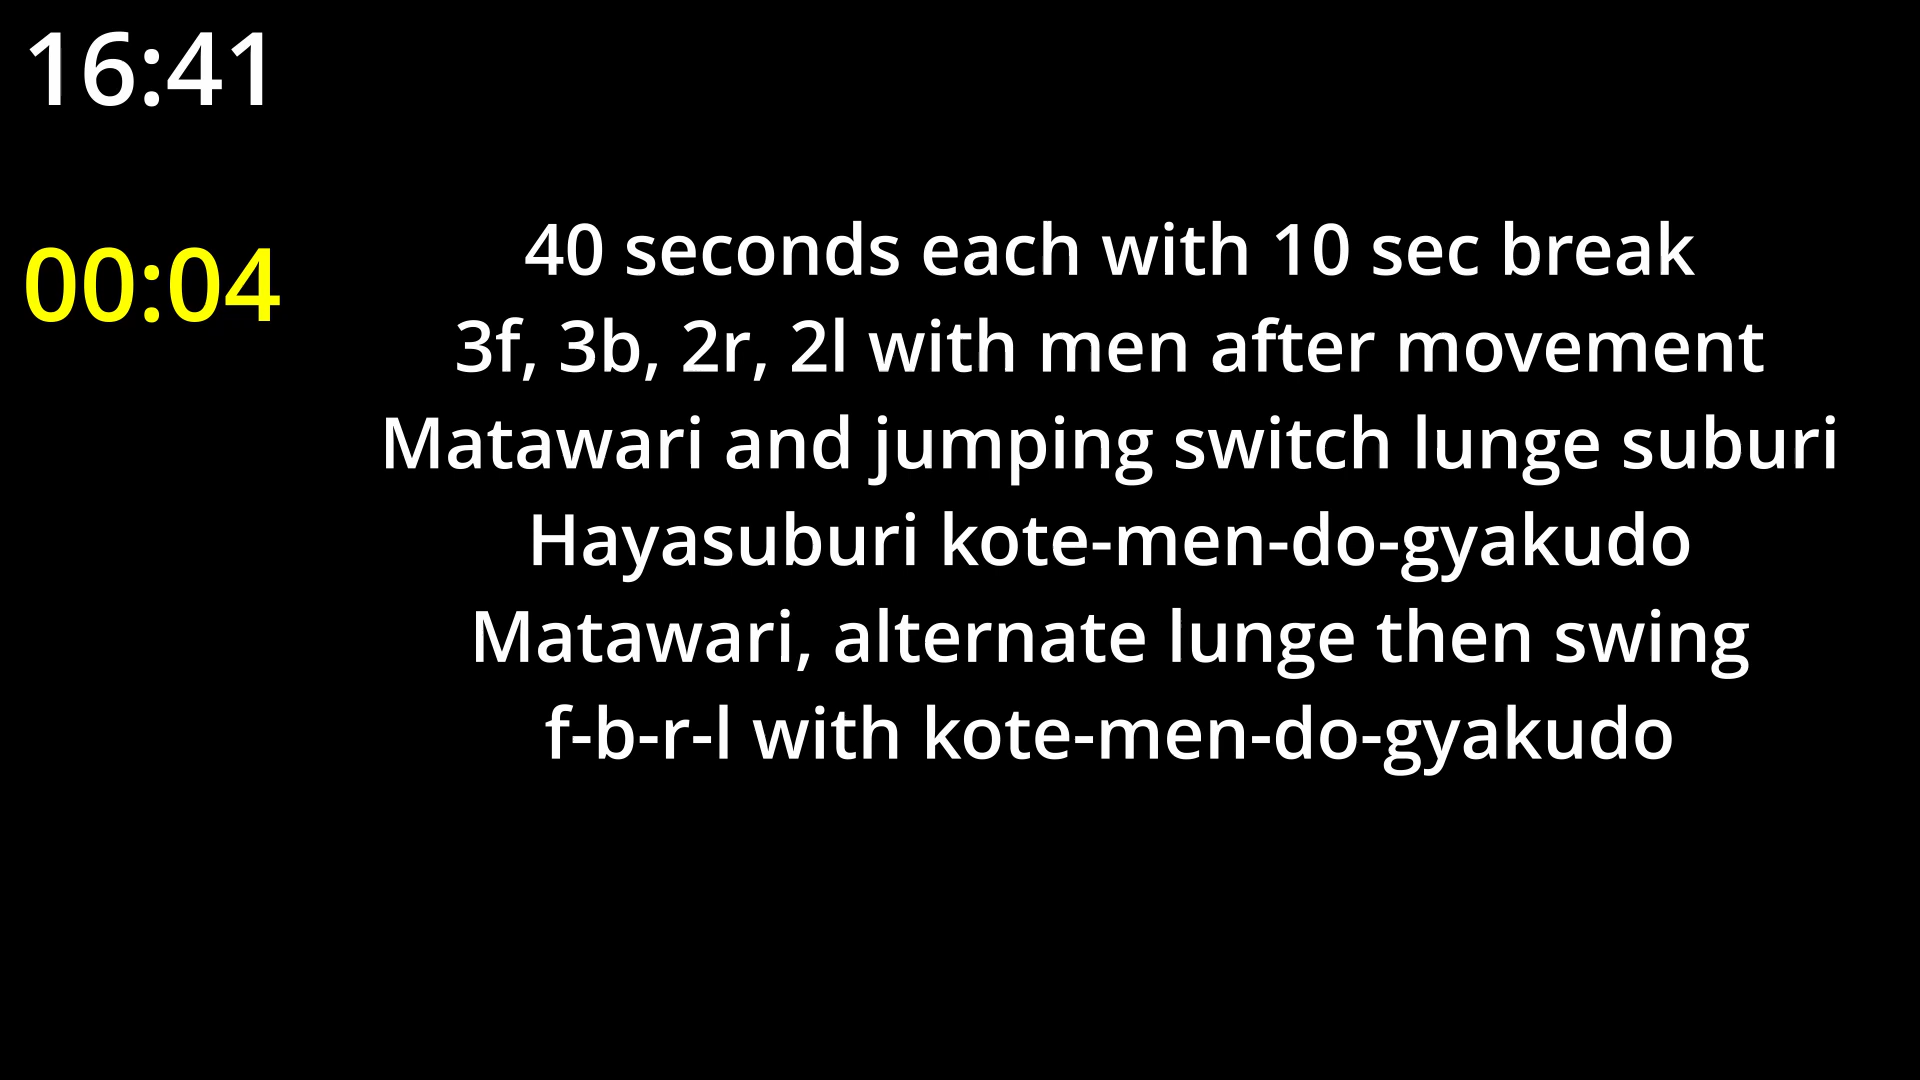 16:41
00:04
40 seconds each with 10 sec break
3f, 3b, 2r, 2l with men after movement
Matawari and jumping switch lunge suburi
Hayasuburi kote-men-do-gyakudo
Matawari, alternate lunge then swing
f-b-r-l with kote-men-do-gyakudo